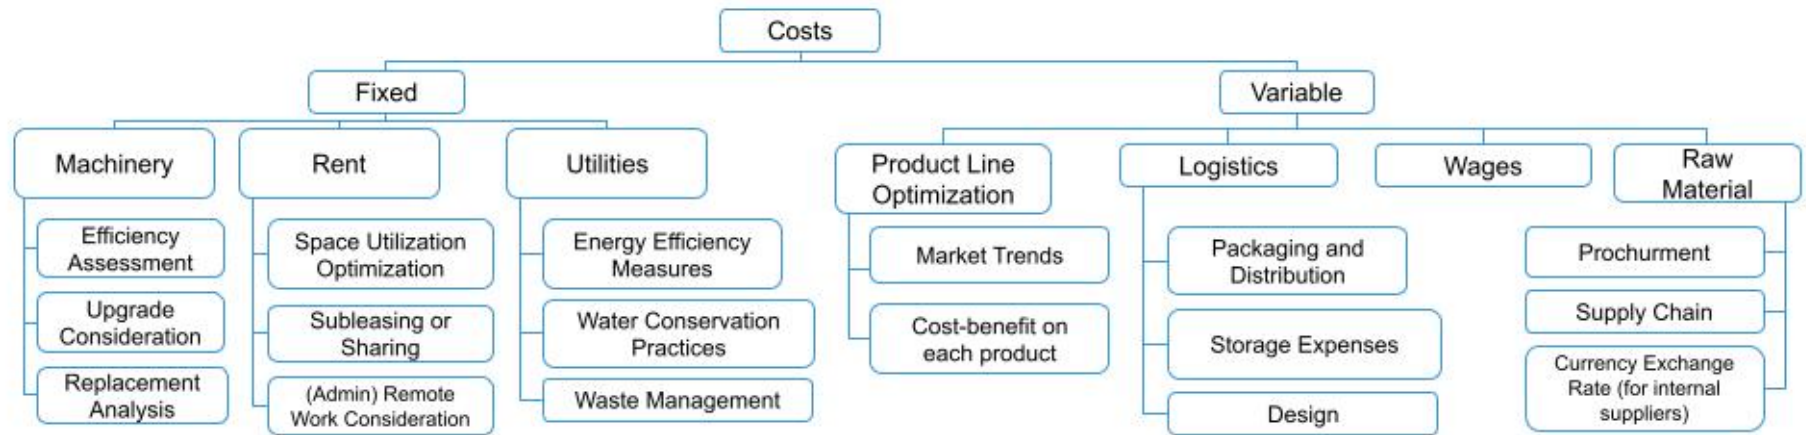 Costs
Fixed
Variable
Machinery
Rent
Utilities
Product Line
Optimization
Logistics
Wages
Raw
Material
Efficiency
Assessment
Upgrade
Consideration
Replacement
Analysis
Space Utilization
Optimization
Subleasing or
Sharing
(Admin) Remote
Work Consideration
Energy Efficiency
Measures
Water Conservation
Practices
Waste Management
Market Trends
Cost-benefit on
each product
Packaging and
Distribution
Storage Expenses
Design
Prochurment
Supply Chain
Currency Exchange
Rate (for internal
suppliers)